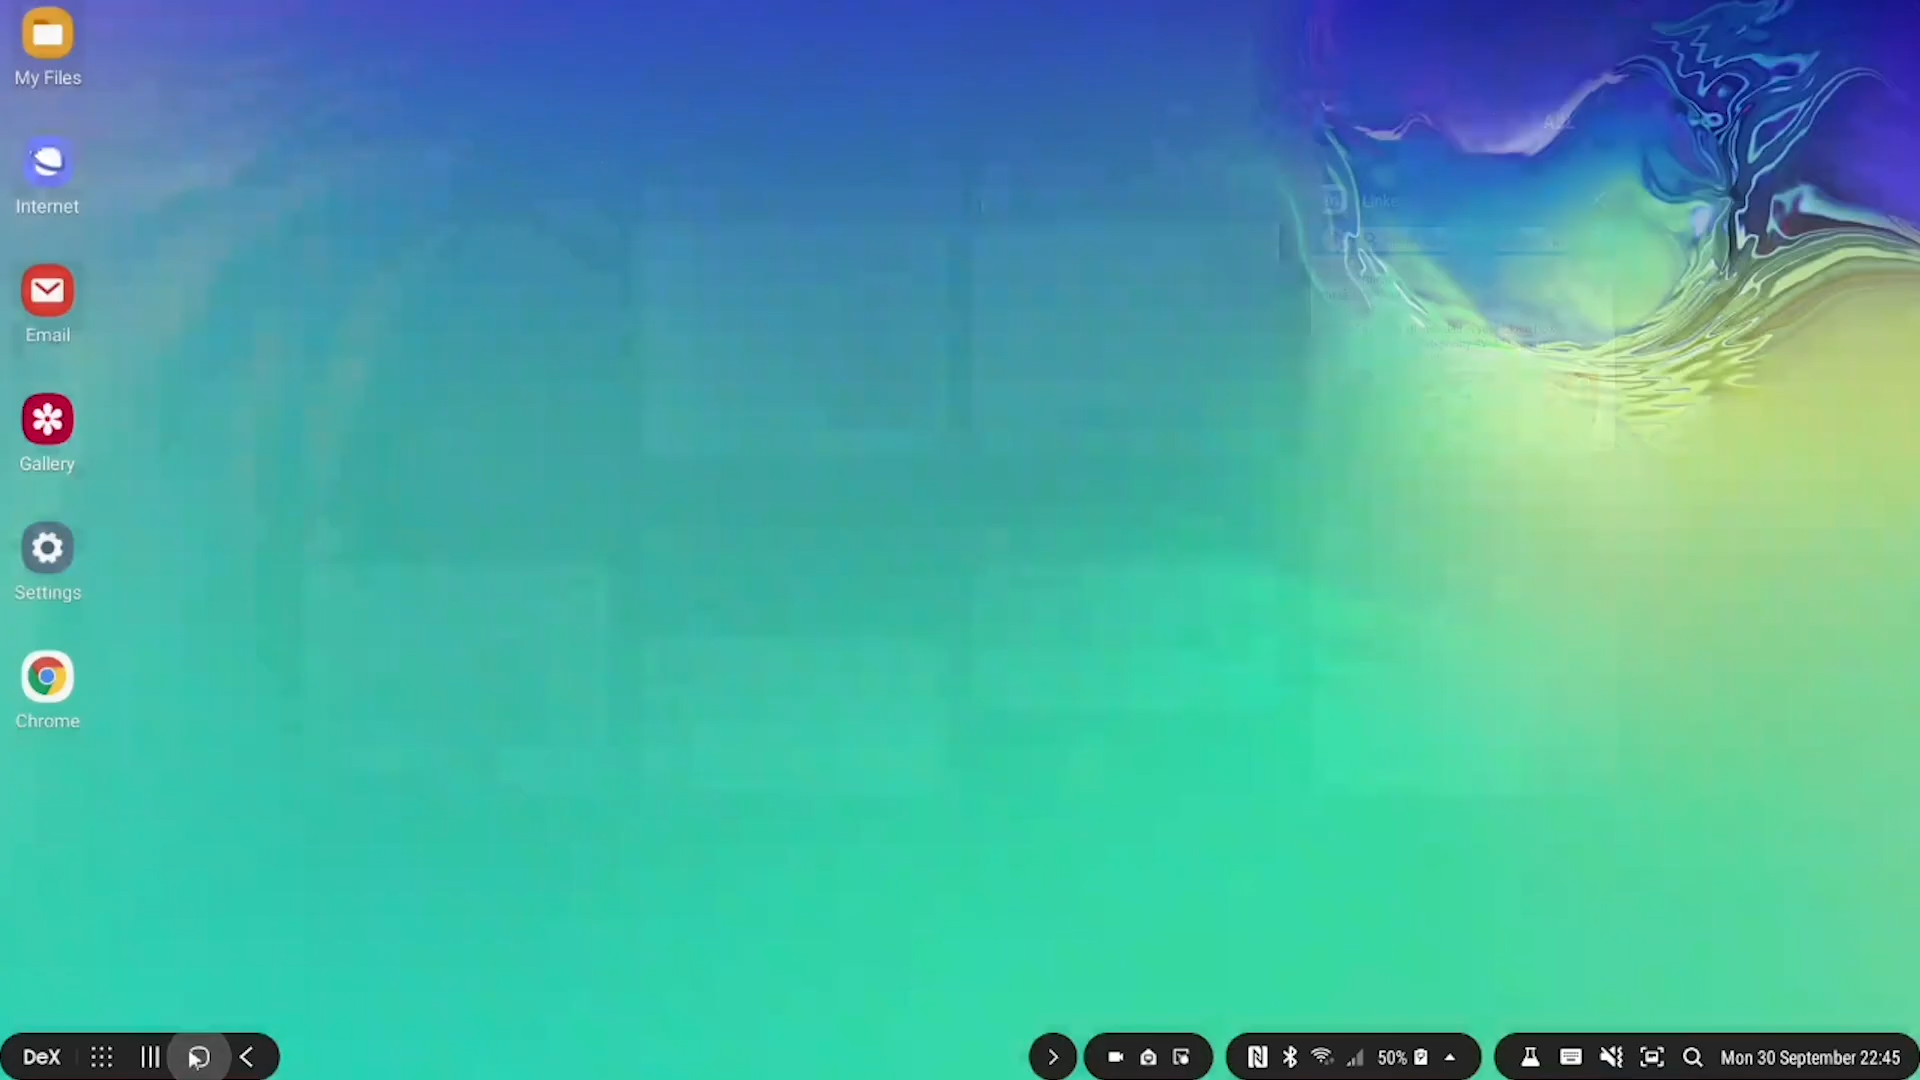 My Files
Internet
Email
Gallery
Settings
Chrome
DeX
50%
Mon 30 September 22:45